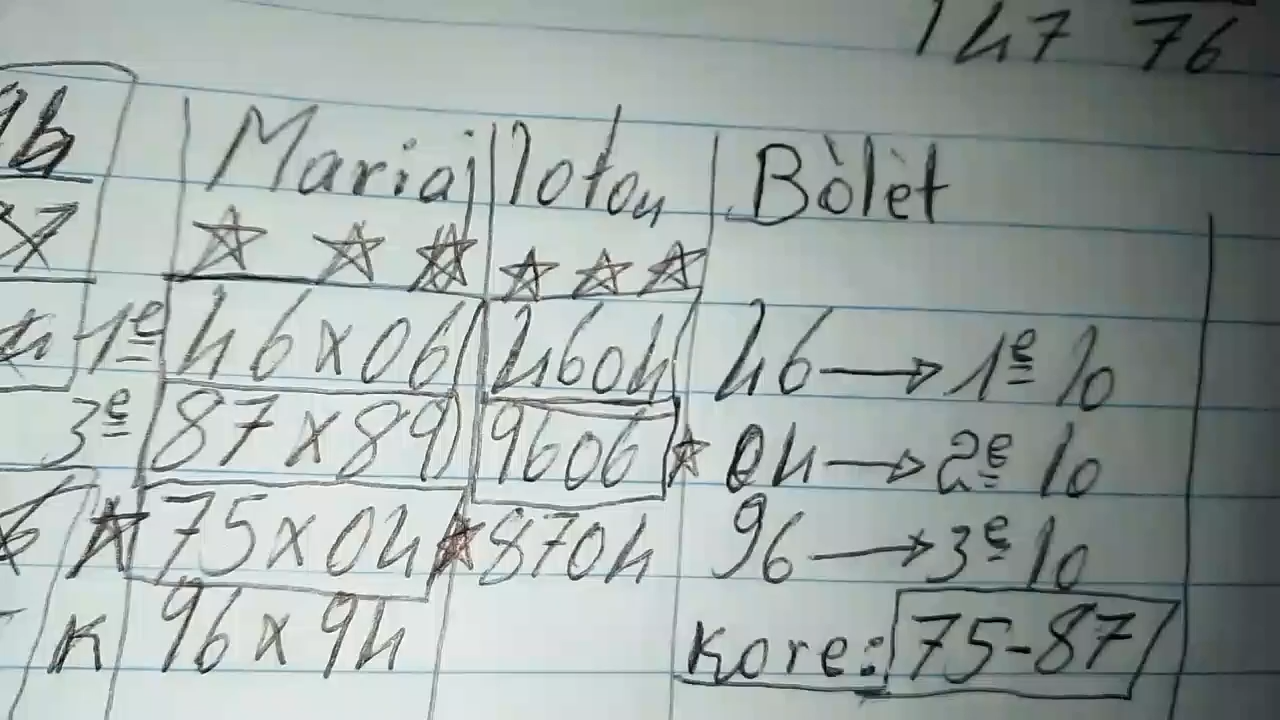 147 76
Mariaj lotou Bòlèt
1e 46x06 4604 46 → 1e lo
3e 87x89 9606 04 → 2e lo
75x04 8704 96 → 3e lo
K 96x94 Kore: 75-87